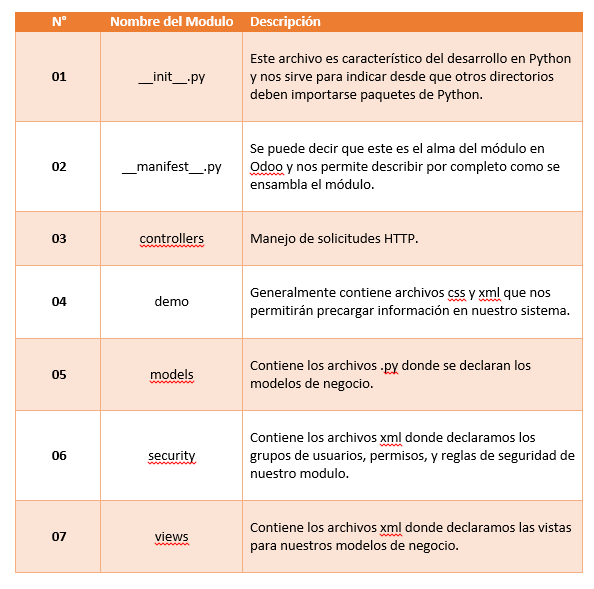 N° Nombre del Modulo Descripción
01 __init__.py Este archivo es característico del desarrollo en Python
y nos sirve para indicar desde que otros directorios
deben importarse paquetes de Python.
02 __manifest__.py Se puede decir que este es el alma del módulo en
Odoo y nos permite describir por completo como se
ensambla el módulo.
03 controllers Manejo de solicitudes HTTP.
04 demo Generalmente contiene archivos css y xml que nos
permitirán precargar información en nuestro sistema.
05 models Contiene los archivos .py donde se declaran los
modelos de negocio.
06 security Contiene los archivos xml donde declaramos los
grupos de usuarios, permisos, y reglas de seguridad de
nuestro modulo.
07 views Contiene los archivos xml donde declaramos las vistas
para nuestros modelos de negocio.